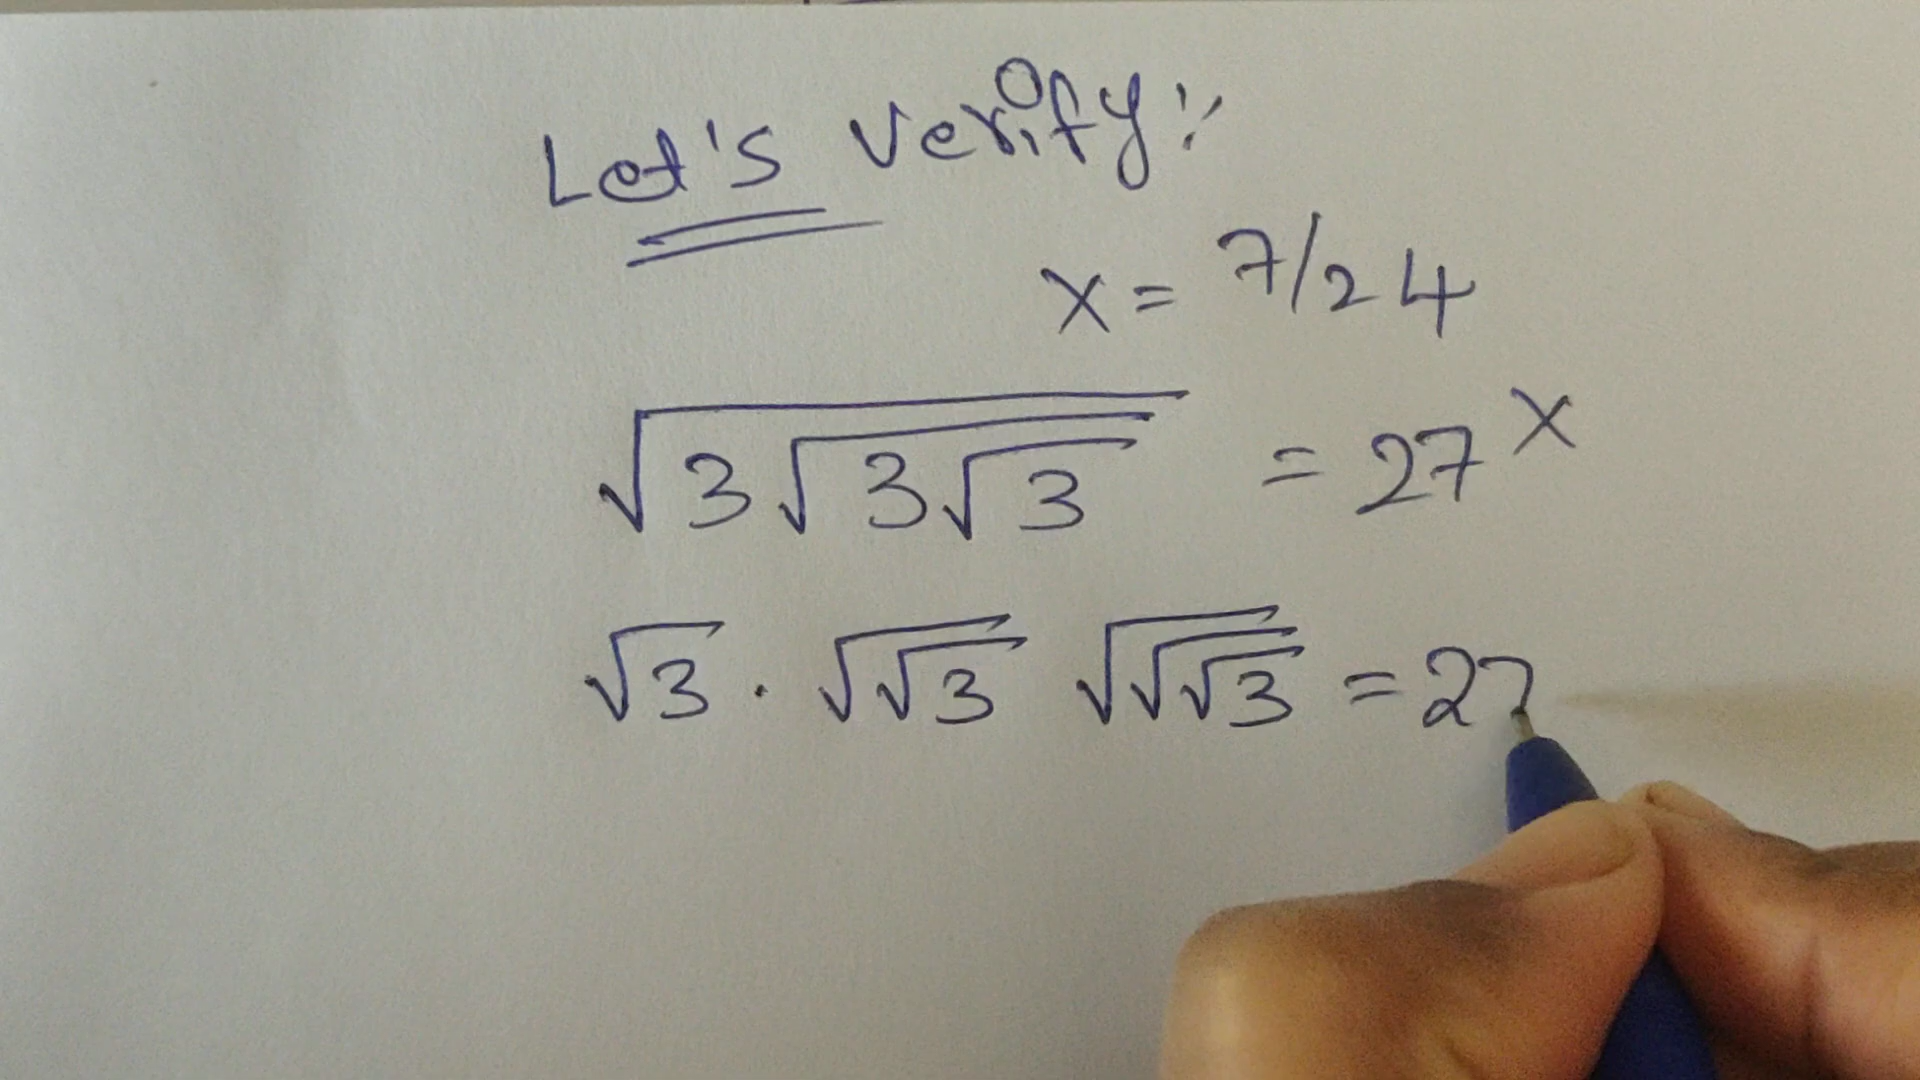 Let's verify:
x = 7/24
√3√3√3 = 27^x
√3 . √√3 √√√3 = 27